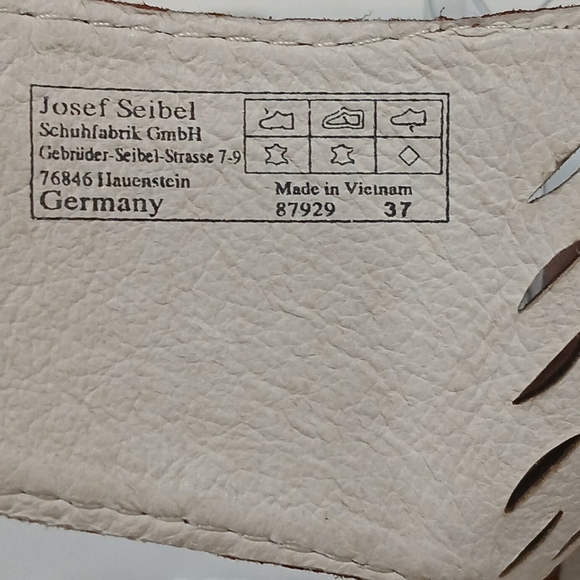 Josef Seibel
Schuhfabrik GmbH
Gebrüder-Seibel-Strasse 7-9
76846 Hauenstein
Germany
Made in Vietnam
87929 37